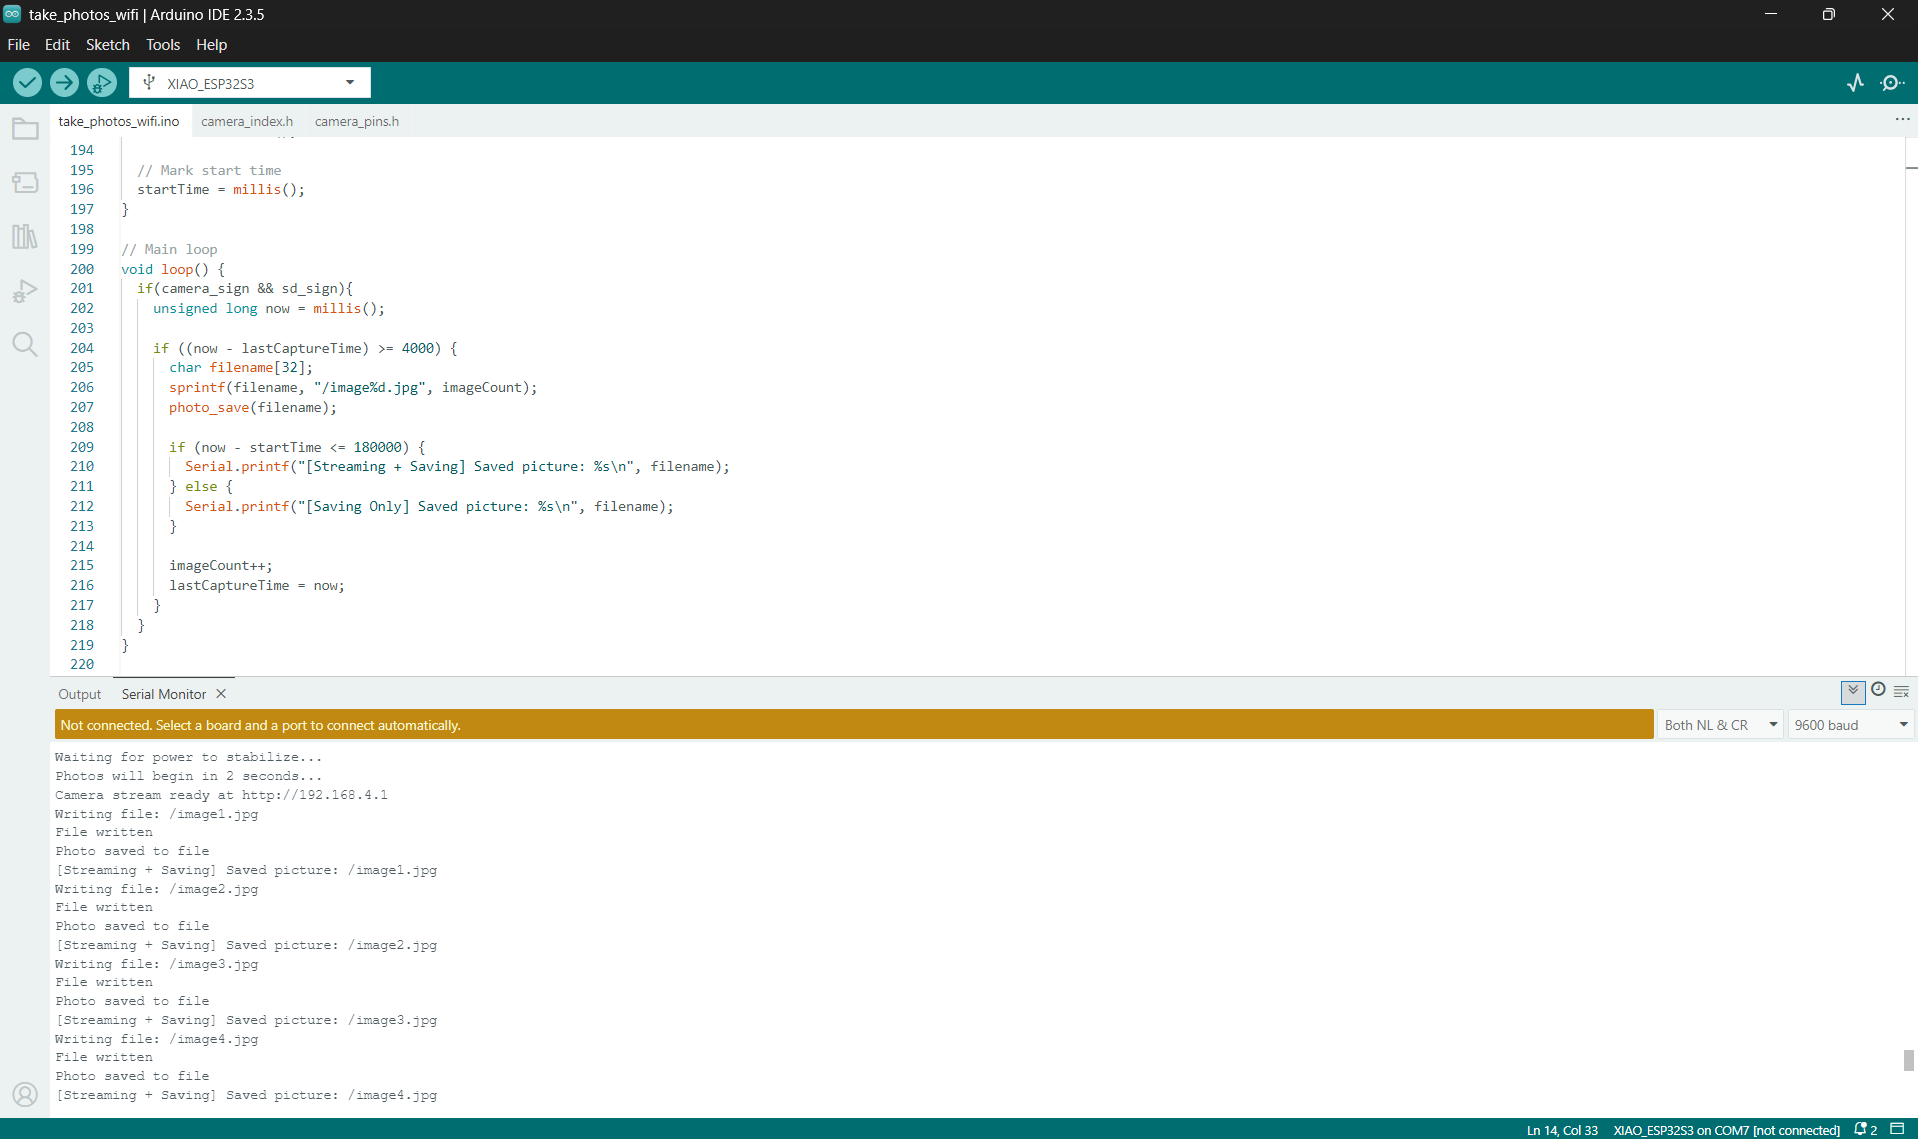 take_photos_wifi | Arduino IDE 2.3.5
File Edit Sketch Tools Help
XIAO_ESP32S3
take_photos_wifi.ino camera_index.h camera_pins.h
194
195 // Mark start time
196 startTime = millis();
197 }
198
199 // Main loop
200 void loop() {
201 if(camera_sign && sd_sign){
202 unsigned long now = millis();
203
204 if ((now - lastCaptureTime) >= 4000) {
205 char filename[32];
206 sprintf(filename, "/image%d.jpg", imageCount);
207 photo_save(filename);
208
209 if (now - startTime <= 180000) {
210 Serial.printf("[Streaming + Saving] Saved picture: %s\n", filename);
211 } else {
212 Serial.printf("[Saving Only] Saved picture: %s\n", filename);
213 }
214
215 imageCount++;
216 lastCaptureTime = now;
217 }
218 }
219 }
220
Output Serial Monitor
Not connected. Select a board and a port to connect automatically. Both NL & CR 9600 baud
Waiting for power to stabilize...
Photos will begin in 2 seconds...
Camera stream ready at http://192.168.4.1
Writing file: /image1.jpg
File written
Photo saved to file
[Streaming + Saving] Saved picture: /image1.jpg
Writing file: /image2.jpg
File written
Photo saved to file
[Streaming + Saving] Saved picture: /image2.jpg
Writing file: /image3.jpg
File written
Photo saved to file
[Streaming + Saving] Saved picture: /image3.jpg
Writing file: /image4.jpg
File written
Photo saved to file
[Streaming + Saving] Saved picture: /image4.jpg
Ln 14, Col 33 XIAO_ESP32S3 on COM7 [not connected] 2